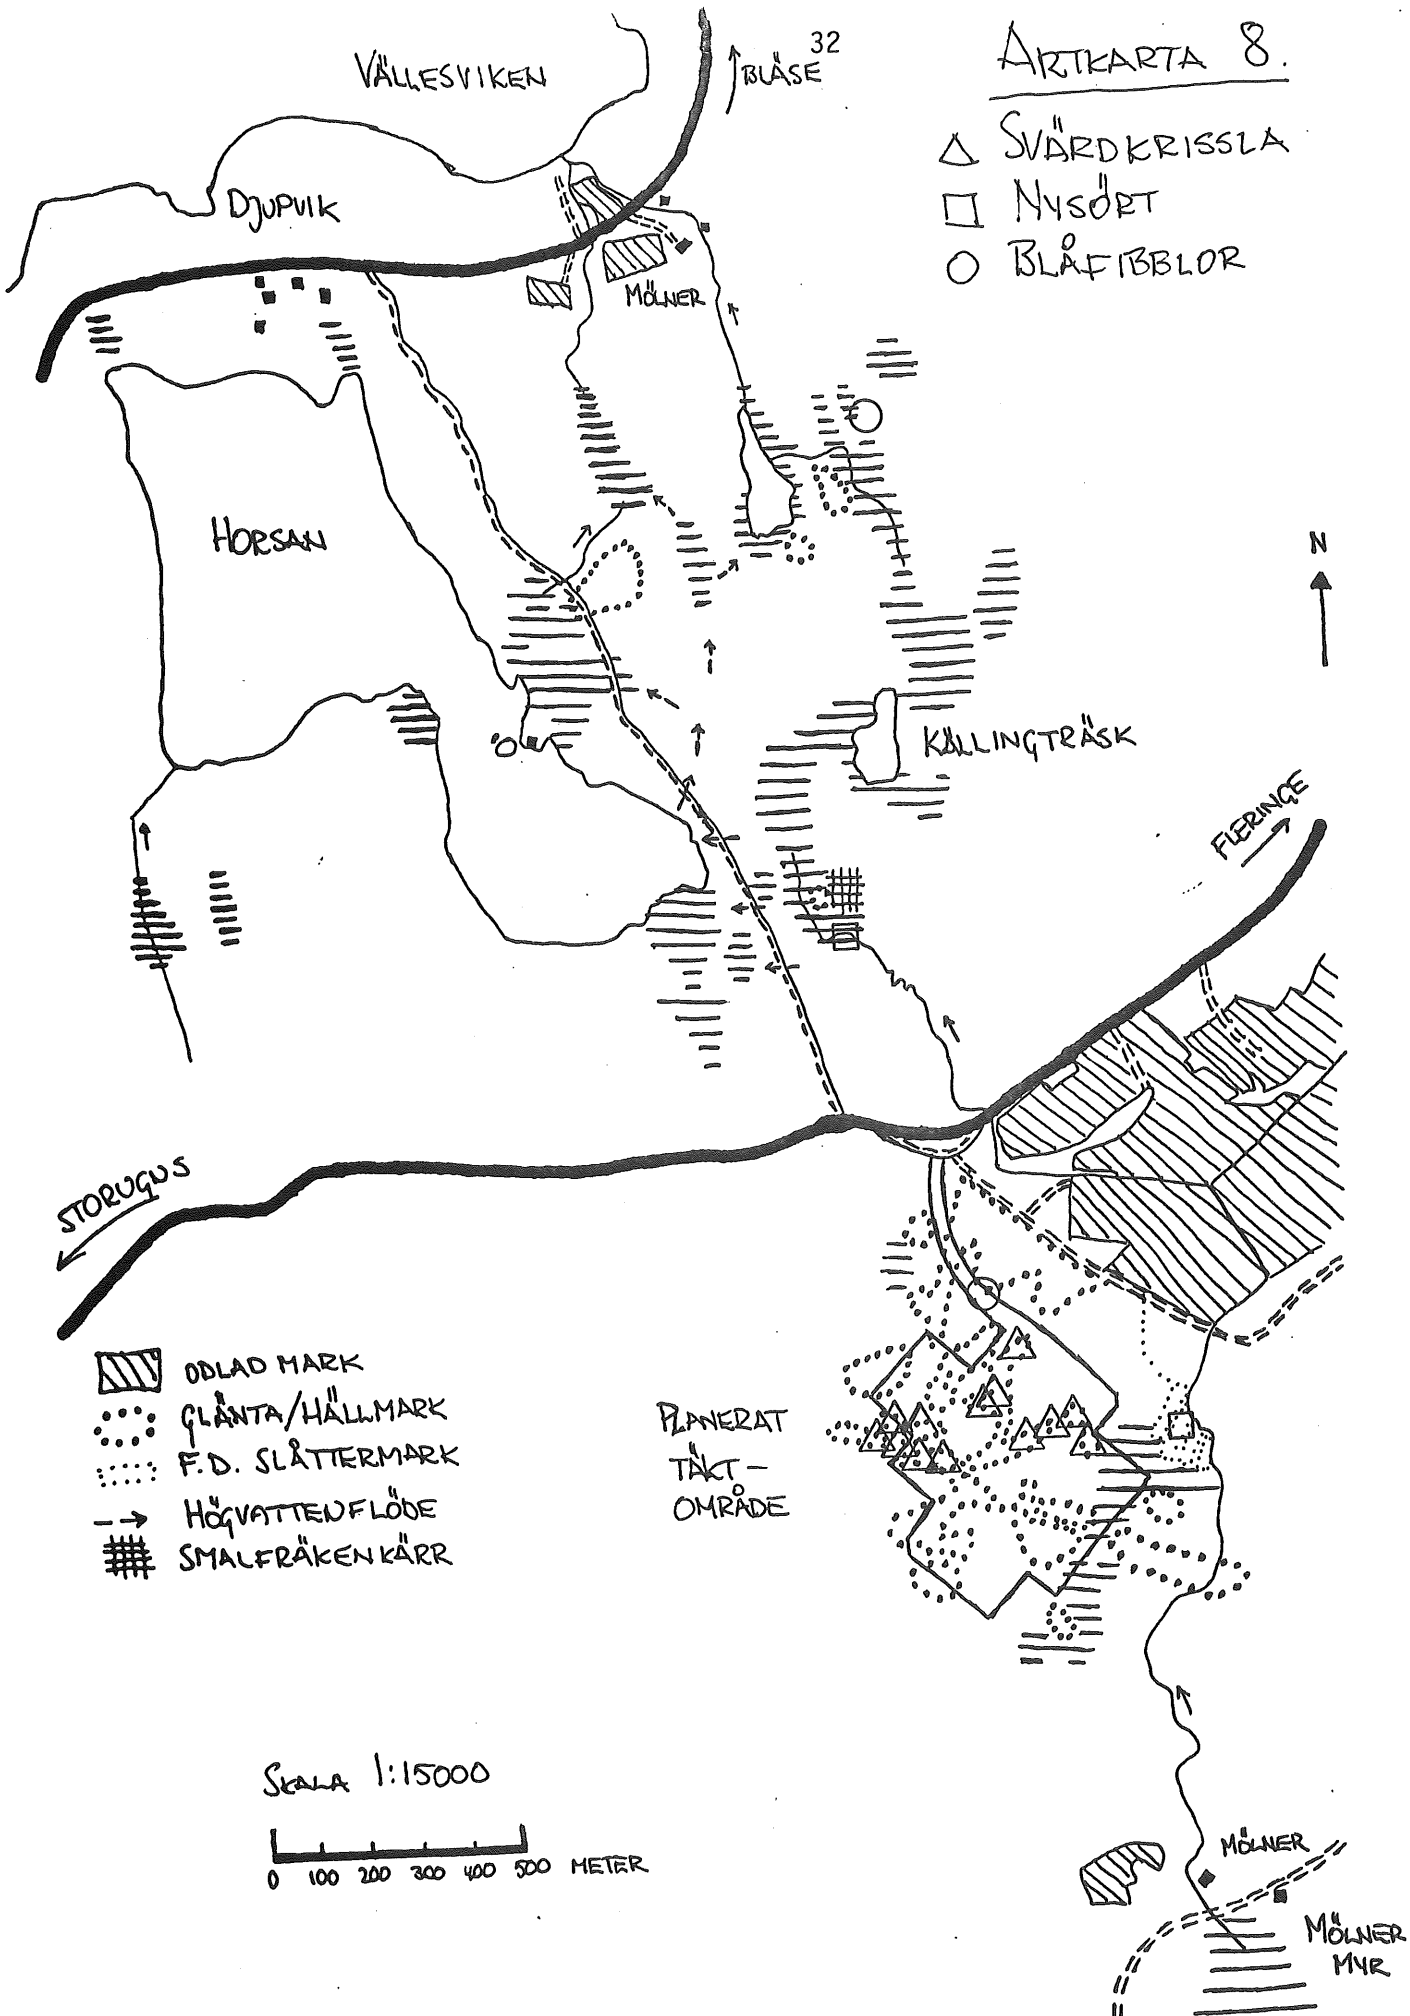 32
VÄLLESVIKEN
BLÄSE
ARTKARTA 8.
SVÄRDKRISSLA
NYSÖRT
BLÅFIBBLOR
DJUPVIK
MÖLNER
HORSAN
N
Ö
KÄLLINGTRÄSK
FLERINGE
STORUGNS
ODLAD MARK
GLÄNTA/HÄLLMARK
F.D. SLÅTTERMARK
HÖGVATTENFLÖDE
SMALFRÄKENKÄRR
PLANERAT
TÄKT-
OMRÅDE
SKALA 1:15000
0 100 200 300 400 500 METER
MÖLNER
MÖLNER
MYR